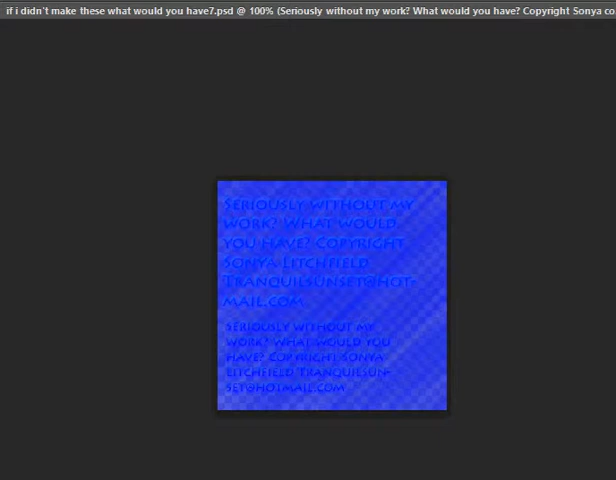 if i didn't make these what would you have7.psd @ 100% (Seriously without my work? What would you have? Copyright Sonya
Seriously without my
work? What would
you have? Copyright
Sonya Litchfield
Tranquilsunset@hot-
mail.com
Seriously without my
work? What would you
have? Copyright Sonya
Litchfield Tranquilsun-
set@hotmail.com